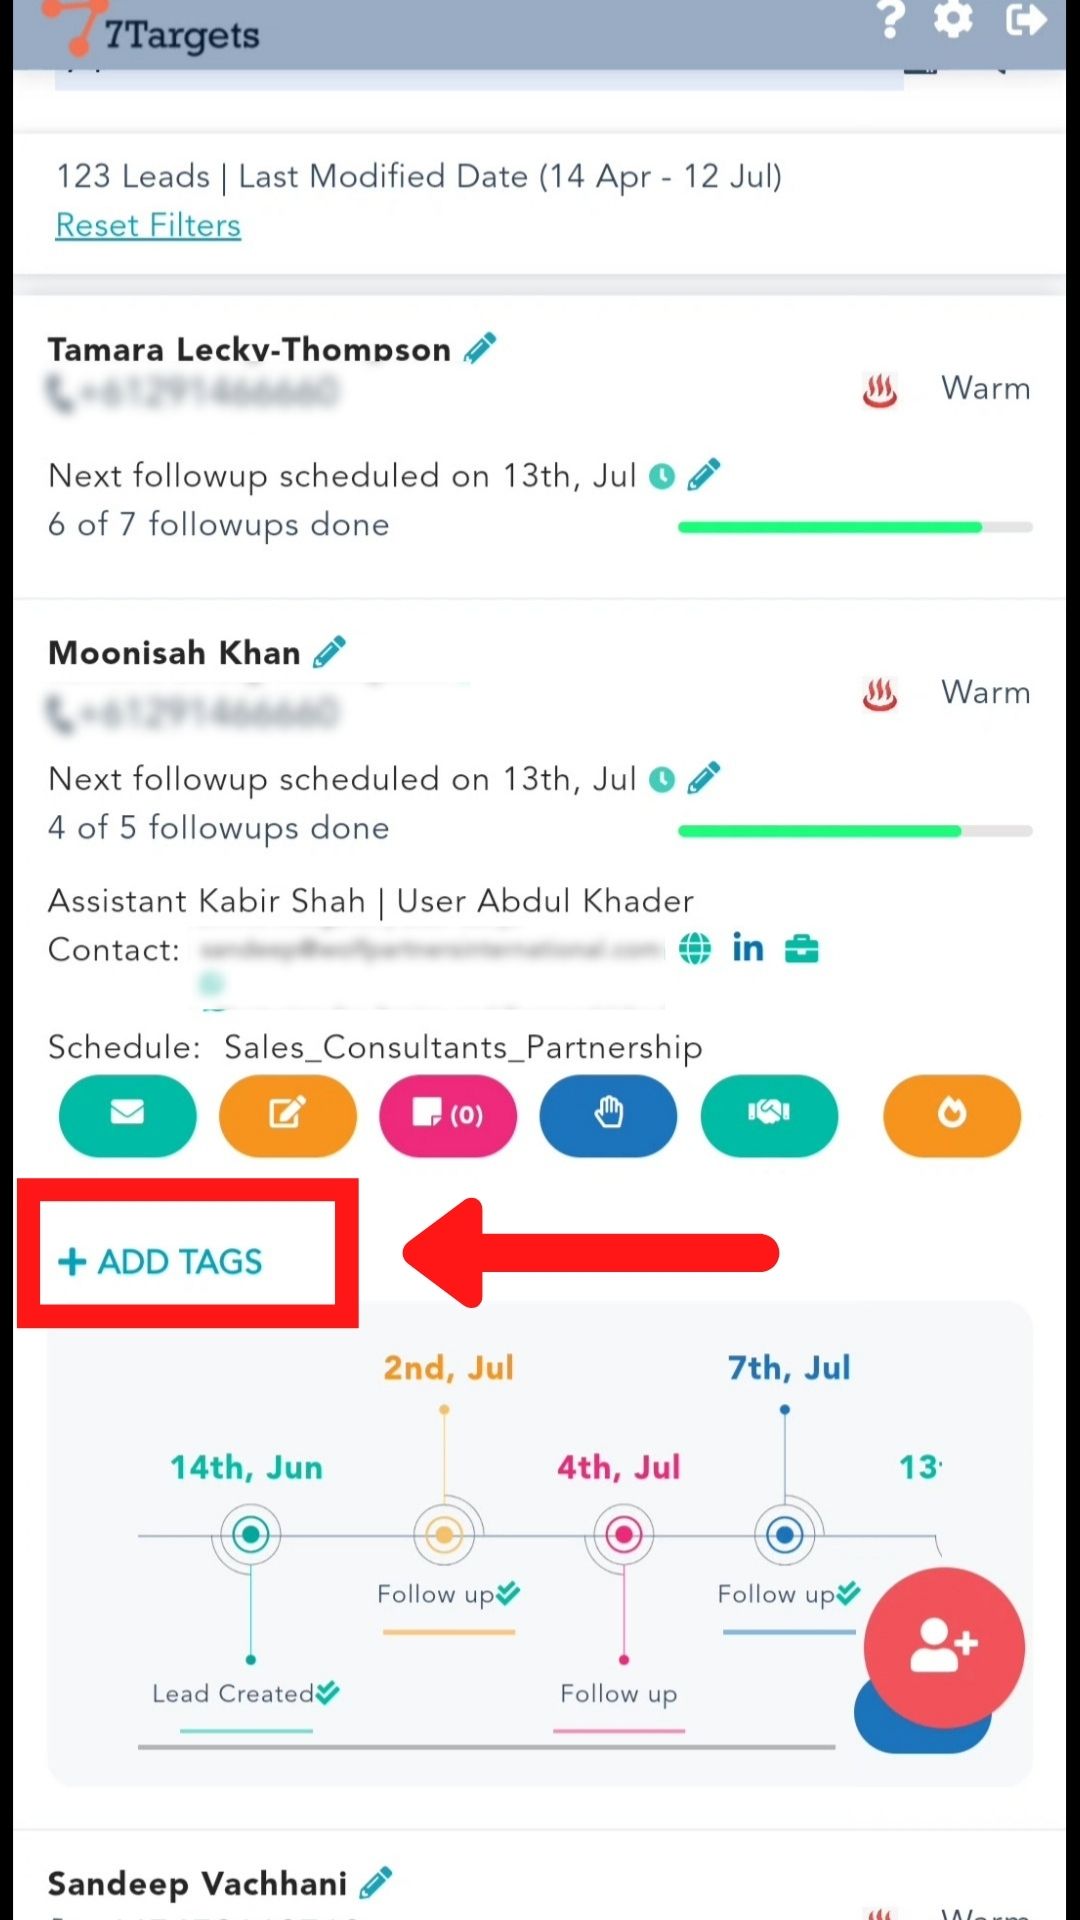 7Targets
123 Leads | Last Modified Date (14 Apr - 12 Jul)
Reset Filters
Tamara Lecky-Thompson
Warm
Next followup scheduled on 13th, Jul
6 of 7 followups done
Moonisah Khan
Warm
Next followup scheduled on 13th, Jul
4 of 5 followups done
Assistant Kabir Shah | User Abdul Khader
Contact:
in
Schedule: Sales_Consultants_Partnership
(0)
+ ADD TAGS
2nd, Jul
7th, Jul
14th, Jun
4th, Jul
13
Follow up
Follow up
Lead Created
Follow up
Sandeep Vachhani
Warm